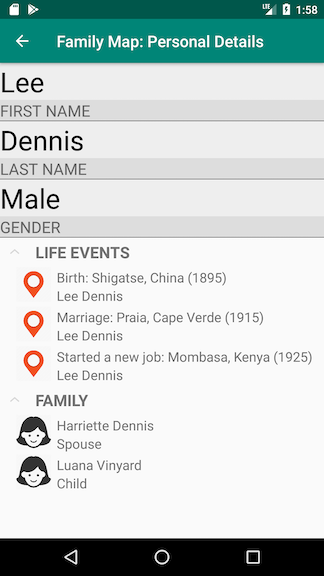 LTE 1:58
Family Map: Personal Details
Lee
FIRST NAME
Dennis
LAST NAME
Male
GENDER
LIFE EVENTS
Birth: Shigatse, China (1895)
Lee Dennis
Marriage: Praia, Cape Verde (1915)
Lee Dennis
Started a new job: Mombasa, Kenya (1925)
Lee Dennis
FAMILY
Harriette Dennis
Spouse
Luana Vinyard
Child